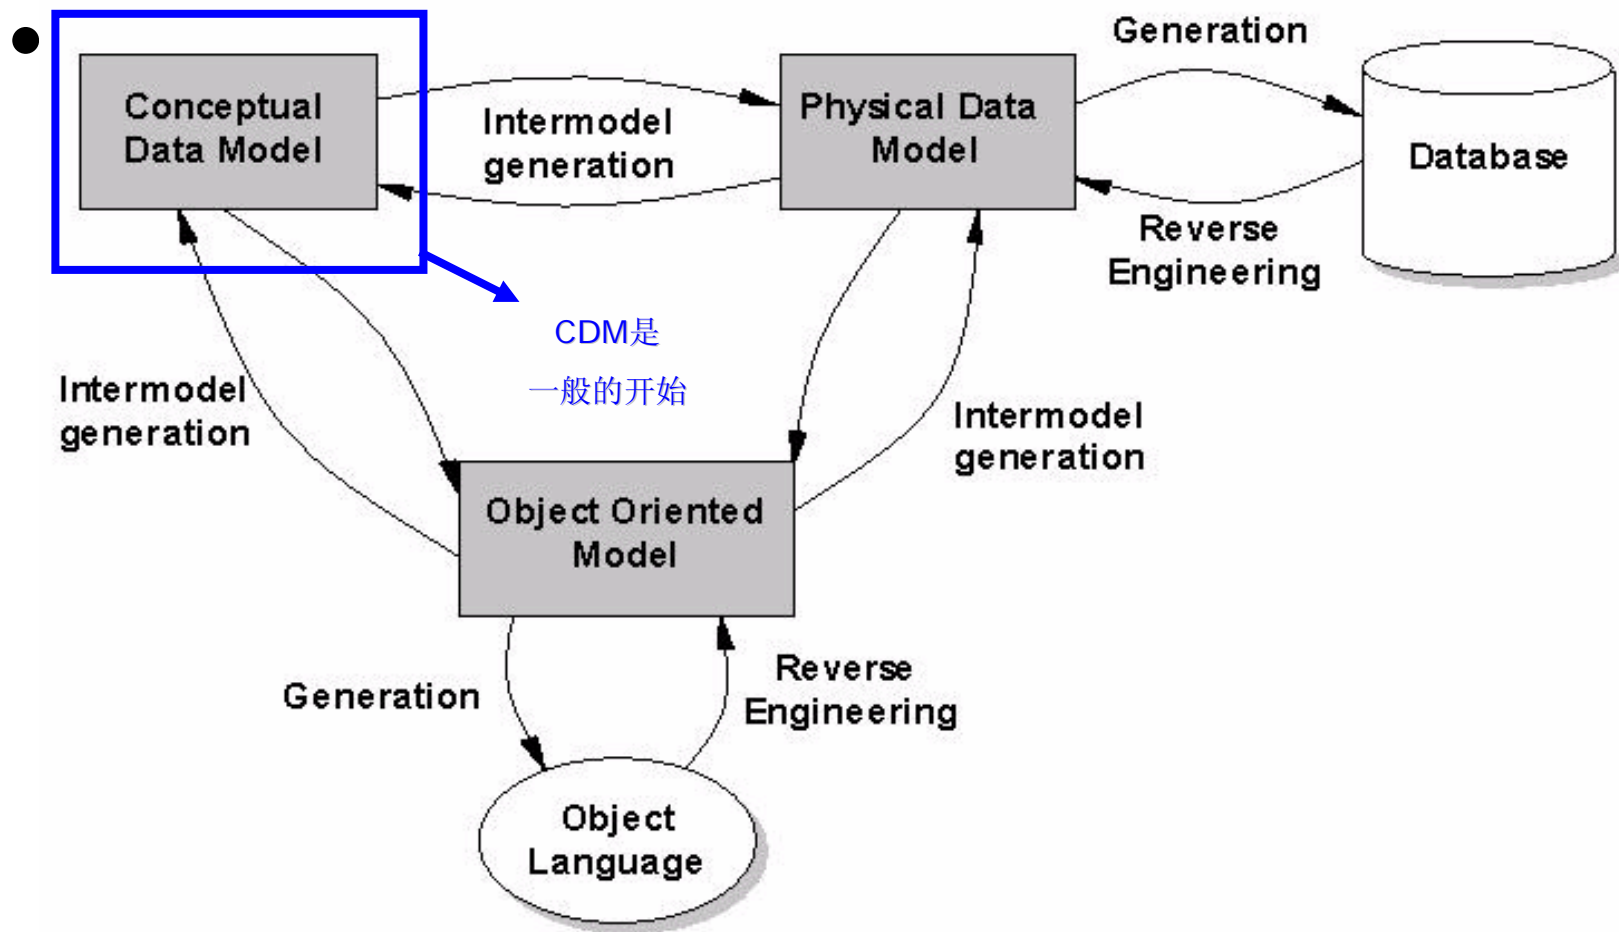 Generation
Conceptual
Data Model
Intermodel
generation
Physical Data
Model
Database
Reverse
Engineering
CDM是
一般的开始
Intermodel
generation
Intermodel
generation
Object Oriented
Model
Generation
Reverse
Engineering
Object
Language